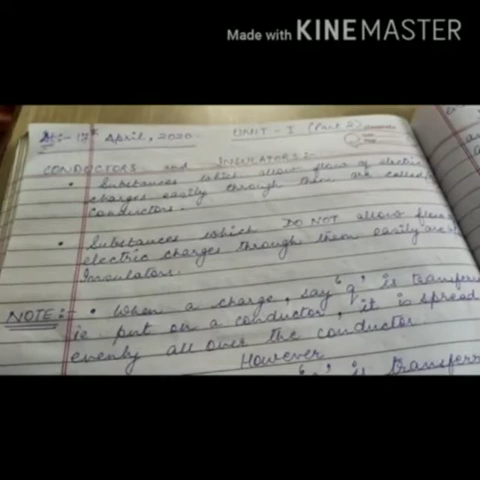 Made with KINEMASTER
Dt:- 17th April, 2020. UNIT - I (Part 2)
CONDUCTORS and INSULATORS:-
• Substances which allow flow of electric
charges easily through them are called
Conductors.
• Substances which DO NOT allow flow
electric charges through them easily are
Insulators.
NOTE:- • When a charge, say 'q' is transfer
ie put on a conductor, it is spread
evenly all over the conductor.
However
'q' is transferr